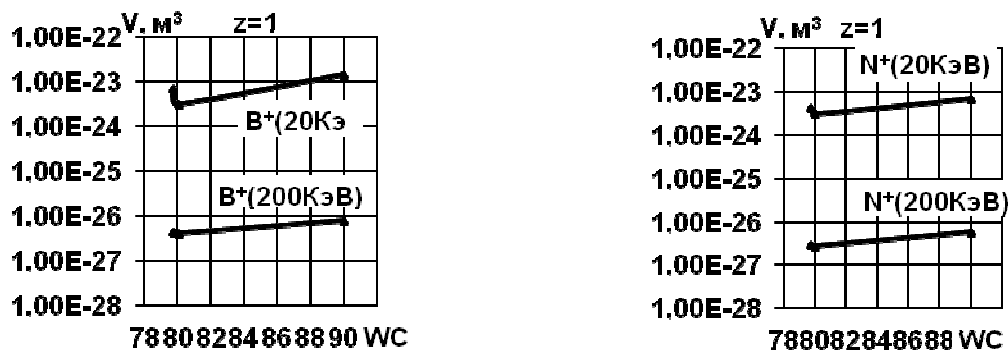 V. м³ z=1
1.00E-22
1.00E-23
1.00E-24
1.00E-25
1.00E-26
1.00E-27
1.00E-28
В⁺(20Кэ
В⁺(200КэВ)
78 80 82 84 86 88 90 WC
V. м³ z=1
1,00E-22
1.00E-23
1.00E-24
1.00E-25
1.00E-26
1.00E-27
1.00E-28
N⁺(20КэВ)
N⁺(200КэВ)
78 80 82 84 86 88 WC